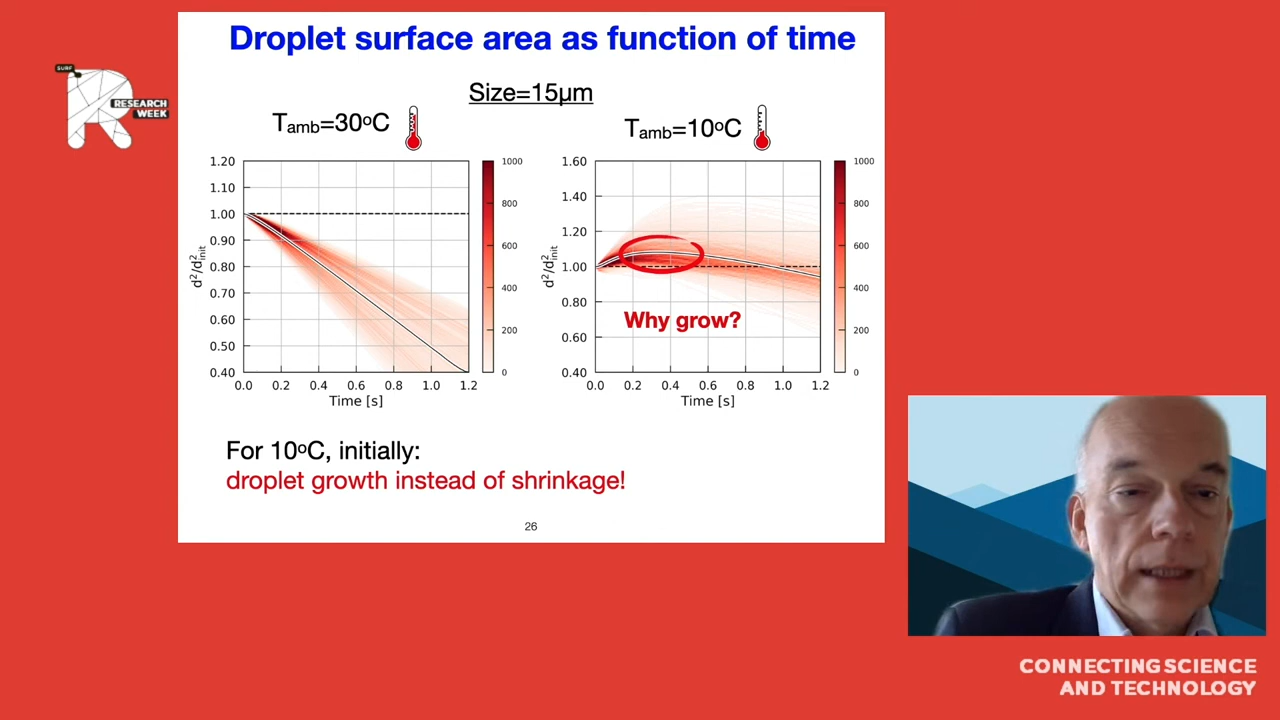 Droplet surface area as function of time
SURF
RESEARCH
WEEK
Size=15µm
Tamb=30oC
Tamb=10oC
1.20
1.10
1.00
0.90
0.80
0.70
0.60
0.50
0.40
d²/d²init
0.0 0.2 0.4 0.6 0.8 1.0 1.2
Time [s]
1000
800
600
400
200
0
1.60
1.40
1.20
1.00
0.80
0.60
0.40
d²/d²init
Why grow?
0.0 0.2 0.4 0.6 0.8 1.0 1.2
Time [s]
1000
800
600
400
200
0
For 10oC, initially:
droplet growth instead of shrinkage!
26
CONNECTING SCIENCE
AND TECHNOLOGY